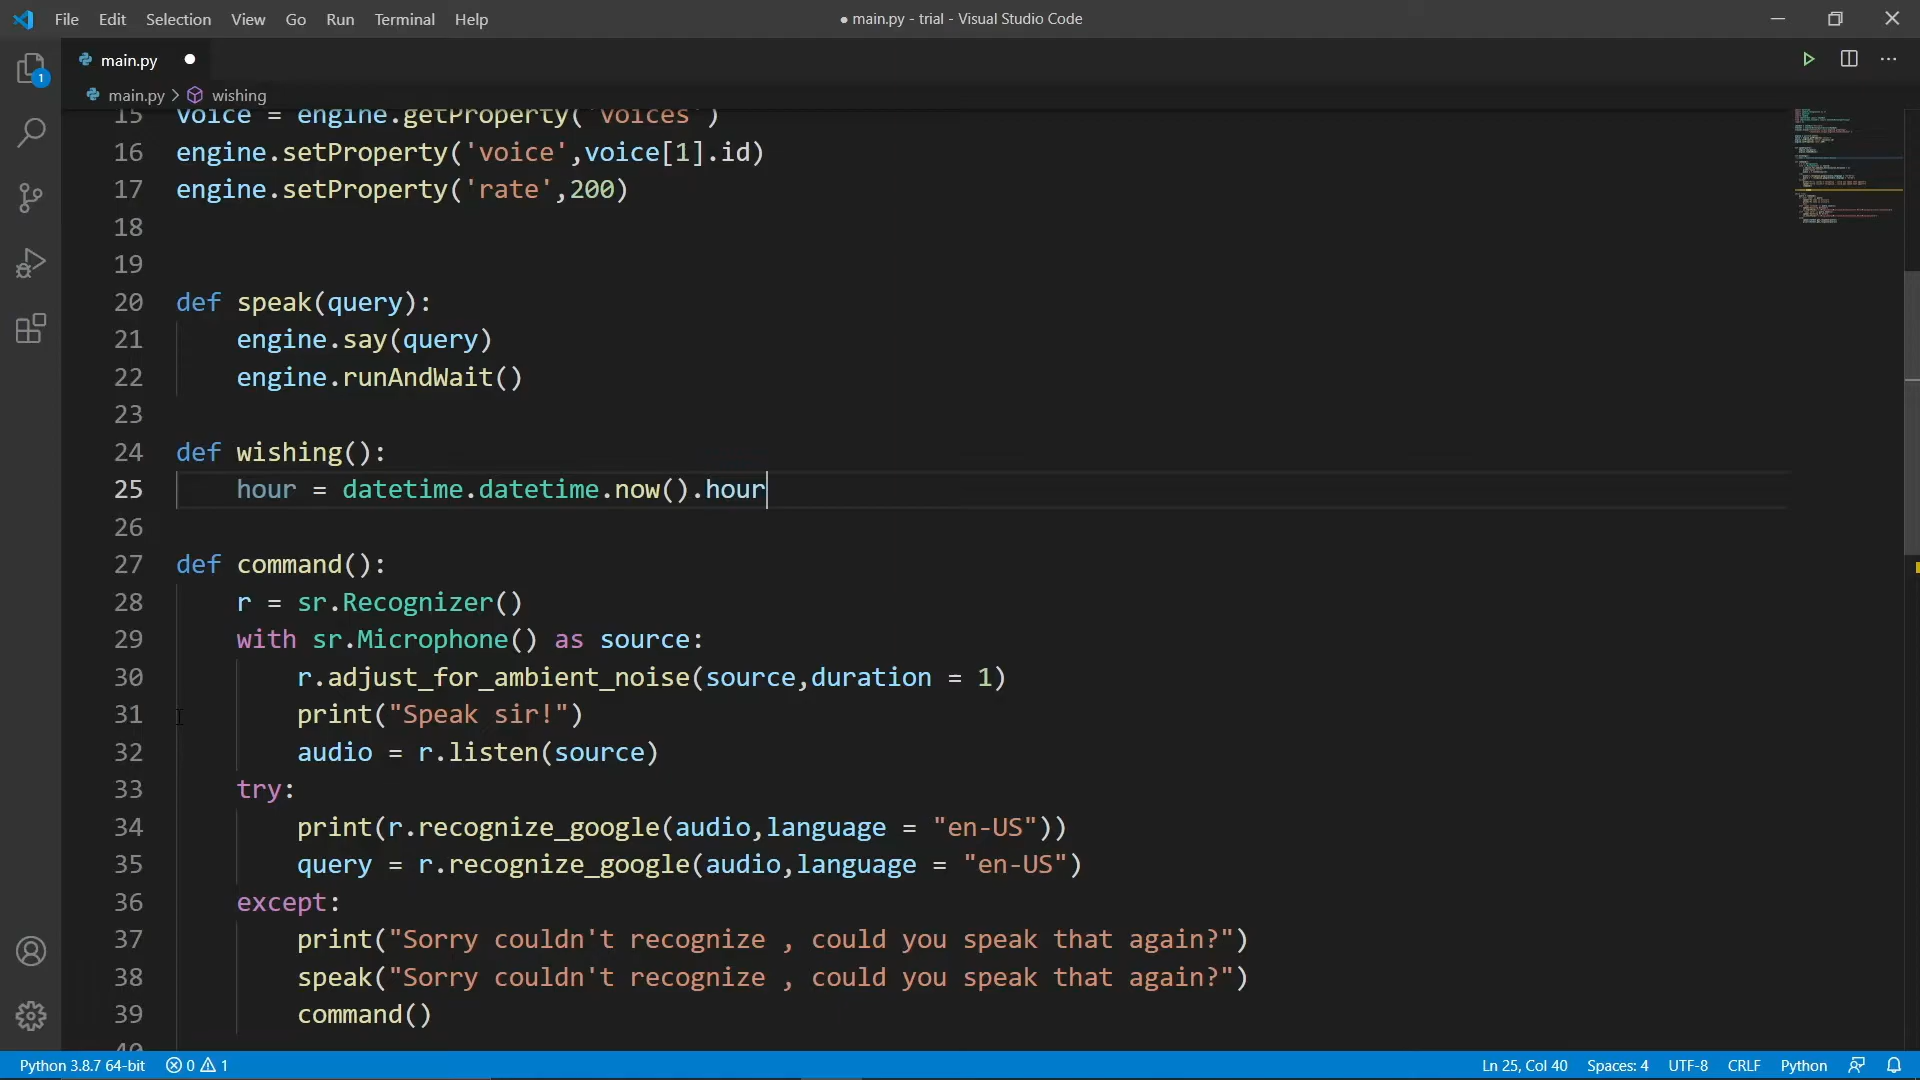 File Edit Selection View Go Run Terminal Help
● main.py - trial - Visual Studio Code
main.py ●
main.py > wishing
15 voice = engine.getProperty('voices')
16 engine.setProperty('voice',voice[1].id)
17 engine.setProperty('rate',200)
18
19
20 def speak(query):
21     engine.say(query)
22     engine.runAndWait()
23
24 def wishing():
25     hour = datetime.datetime.now().hour
26
27 def command():
28     r = sr.Recognizer()
29     with sr.Microphone() as source:
30         r.adjust_for_ambient_noise(source,duration = 1)
31         print("Speak sir!")
32         audio = r.listen(source)
33     try:
34         print(r.recognize_google(audio,language = "en-US"))
35         query = r.recognize_google(audio,language = "en-US")
36     except:
37         print("Sorry couldn't recognize , could you speak that again?")
38         speak("Sorry couldn't recognize , could you speak that again?")
39         command()
40
1
Python 3.8.7 64-bit 0 1 Ln 25, Col 40 Spaces: 4 UTF-8 CRLF Python